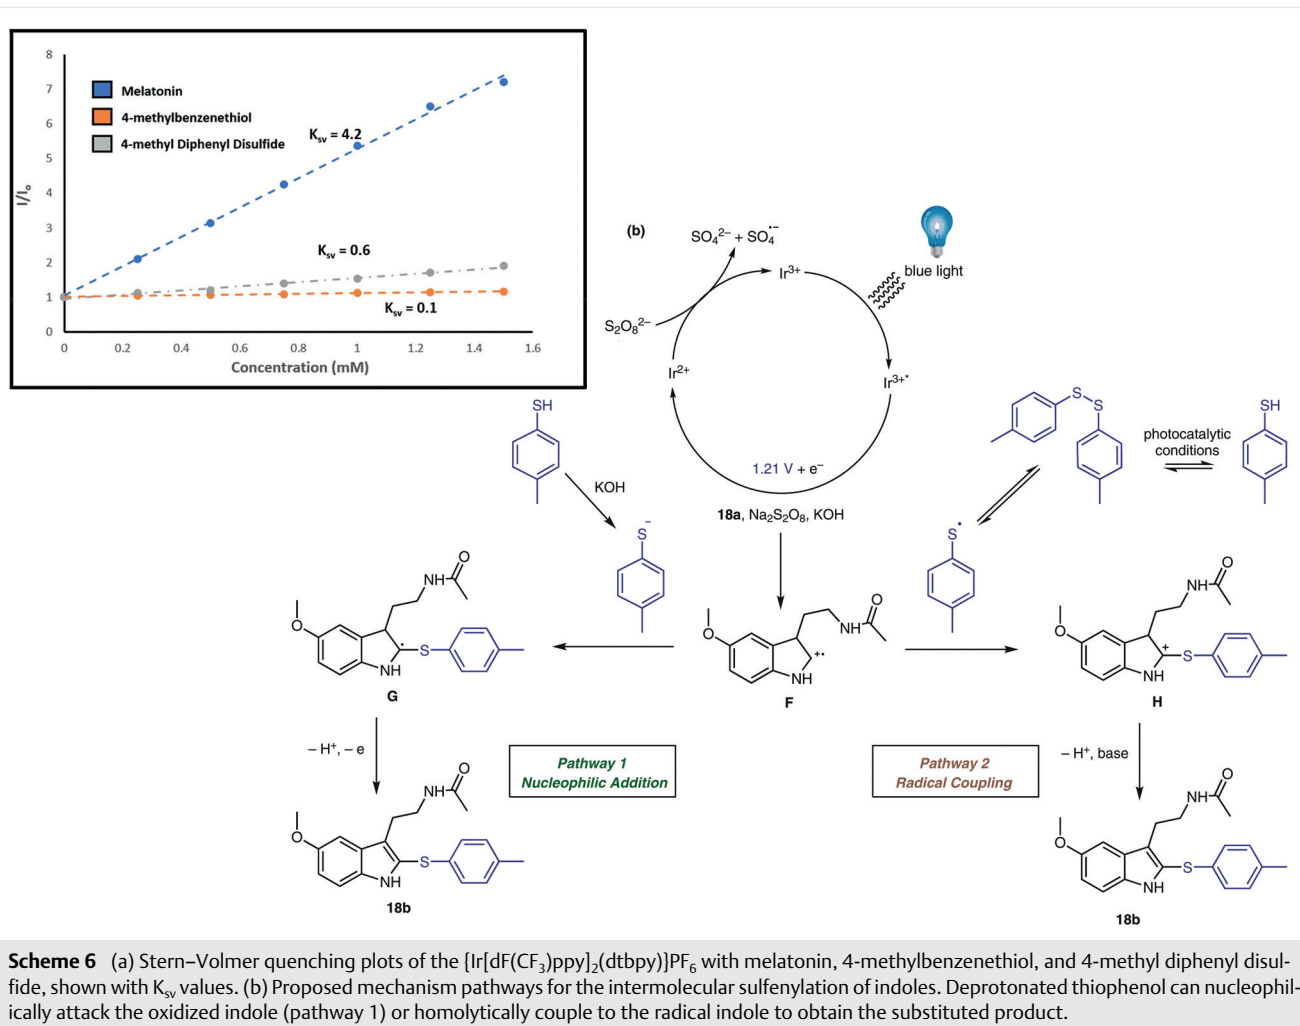 8
7
6
5
4
3
2
1
0
I/Iₒ
Melatonin
4-methylbenzenethiol
4-methyl Diphenyl Disulfide
Kₛᵥ = 4.2
Kₛᵥ = 0.6
Kₛᵥ = 0.1
0 0.2 0.4 0.6 0.8 1 1.2 1.4 1.6
Concentration (mM)
(b)
SO₄²⁻ + SO₄•⁻
Ir³⁺
blue light
S₂O₈²⁻
Ir²⁺
Ir³⁺*
1.21 V + e⁻
18a, Na₂S₂O₈, KOH
SH
KOH
S⁻
S•
S
S
photocatalytic
conditions
SH
O
NH
O
• S
NH
G
O
NH
O
+•
NH
F
O
NH
O
+
S
NH
H
– H⁺, – e
Pathway 1
Nucleophilic Addition
Pathway 2
Radical Coupling
– H⁺, base
O
NH
O
S
NH
18b
O
NH
O
S
NH
18b
Scheme 6 (a) Stern–Volmer quenching plots of the {Ir[dF(CF₃)ppy]₂(dtbpy)}PF₆ with melatonin, 4-methylbenzenethiol, and 4-methyl diphenyl disul-
fide, shown with Kₛᵥ values. (b) Proposed mechanism pathways for the intermolecular sulfenylation of indoles. Deprotonated thiophenol can nucleophil-
ically attack the oxidized indole (pathway 1) or homolytically couple to the radical indole to obtain the substituted product.